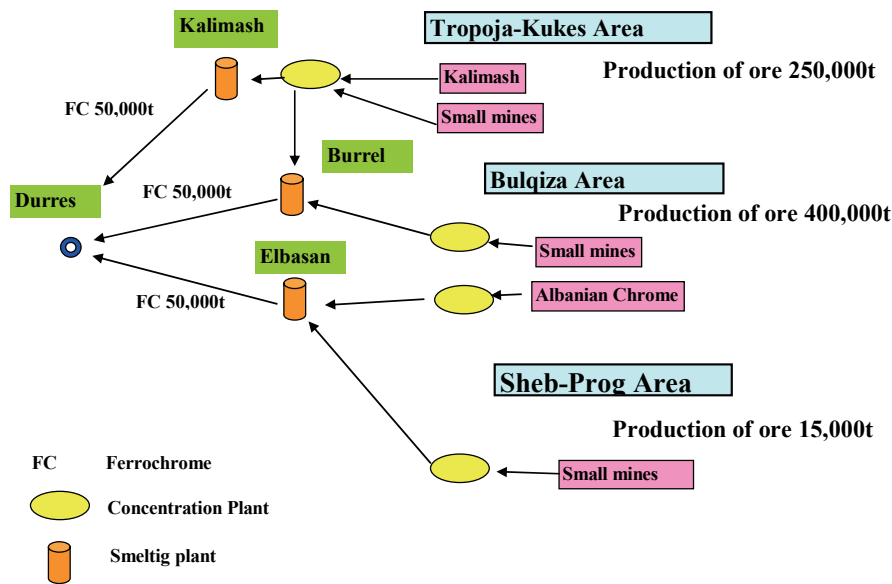 Kalimash
Tropoja-Kukes Area
Production of ore 250,000t
Kalimash
FC 50,000t
Small mines
Burrel
Bulqiza Area
Durres
FC 50,000t
Production of ore 400,000t
Small mines
Elbasan
Albanian Chrome
FC 50,000t
Sheb-Prog Area
Production of ore 15,000t
Small mines
FC Ferrochrome
Concentration Plant
Smeltig plant